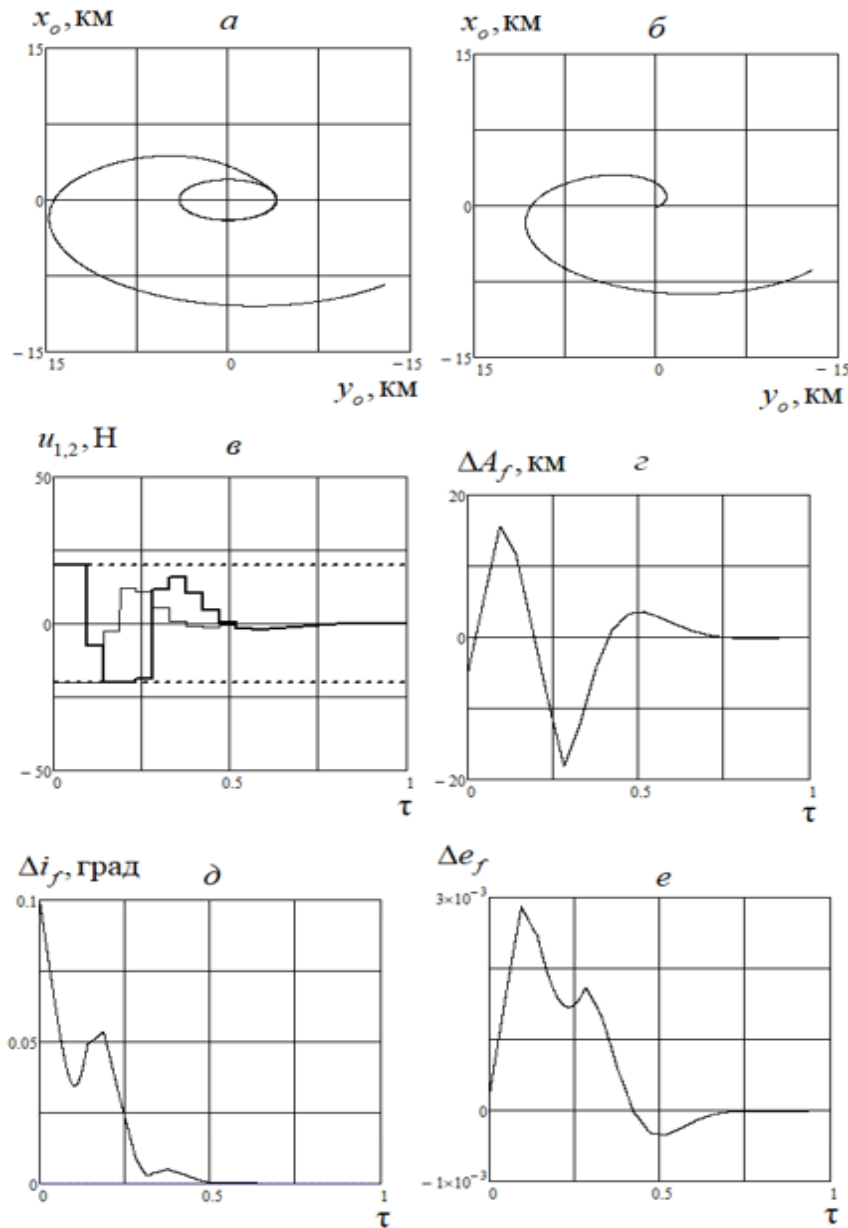 x_o, км
а
15
0
−15
15
0
−15
y_o, км
x_o, км
б
15
0
−15
15
0
−15
y_o, км
u_{1,2}, Н
в
50
0
−50
0
0.5
1
τ
ΔA_f, км
г
20
0
−20
0
0.5
1
τ
Δi_f, град
д
0.1
0.05
0
0
0.5
1
τ
Δe_f
е
3×10^{−3}
0
−1×10^{−3}
0
0.5
1
τ